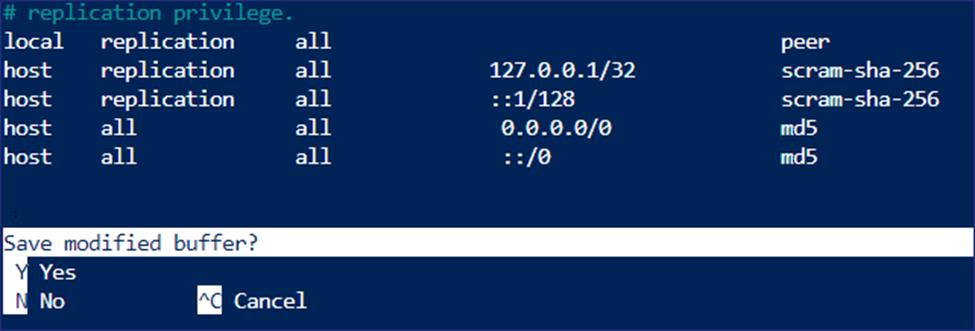 # replication privilege.
local replication all peer
host replication all 127.0.0.1/32 scram-sha-256
host replication all ::1/128 scram-sha-256
host all all 0.0.0.0/0 md5
host all all ::/0 md5
Save modified buffer?
Y Yes
N No ^C Cancel